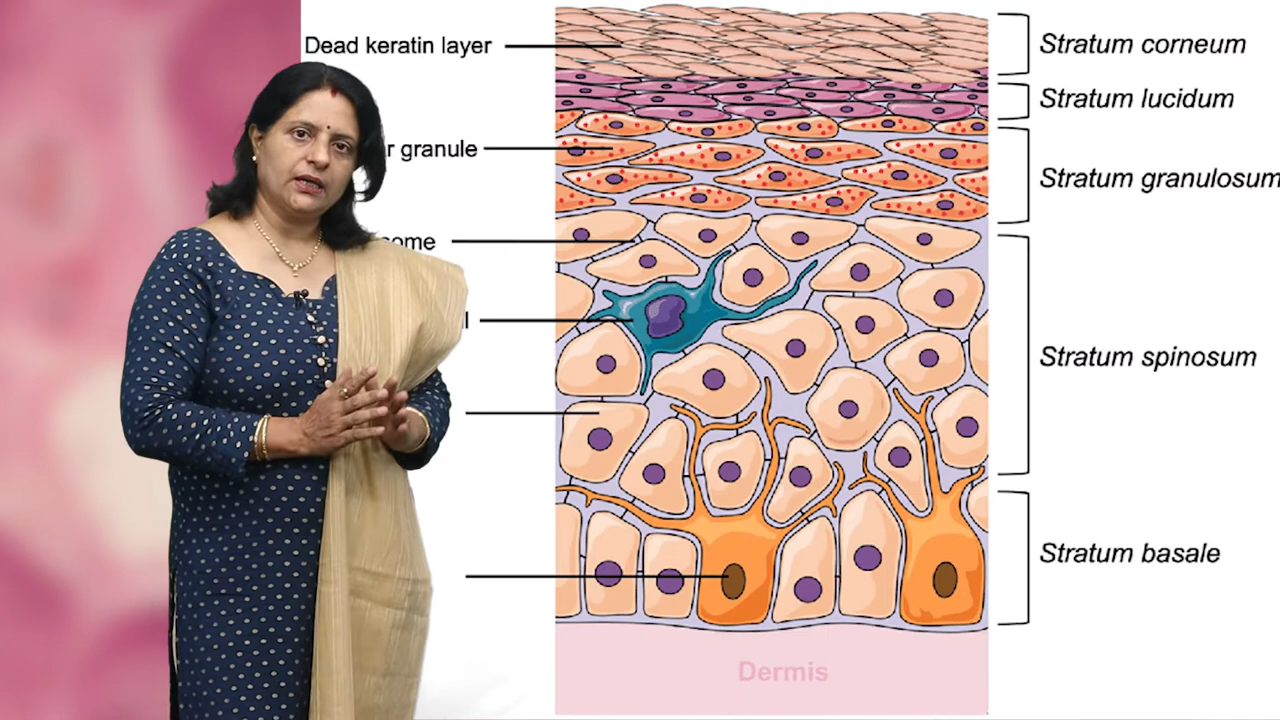 Dead keratin layer
Stratum corneum
Stratum lucidum
granule
Stratum granulosum
Stratum spinosum
Stratum basale
Dermis